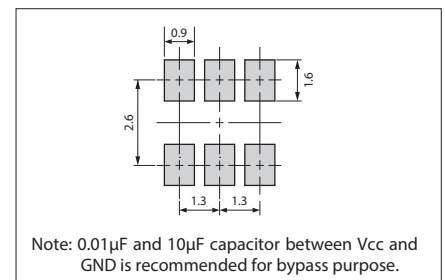 0.9
1.6
2.6
1.3 1.3
Note: 0.01µF and 10µF capacitor between Vcc and
GND is recommended for bypass purpose.